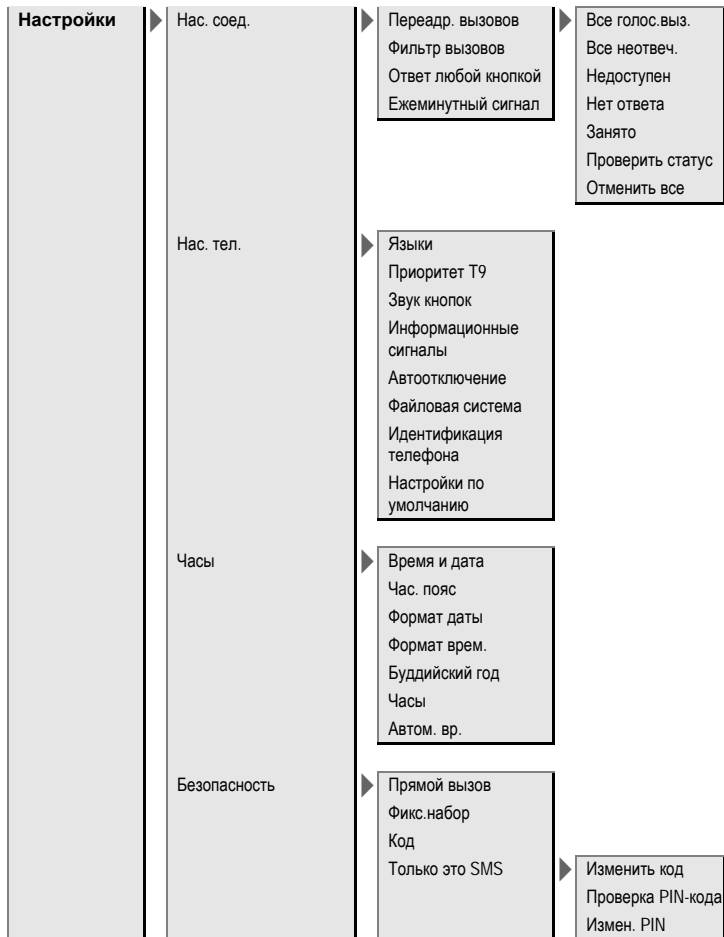 Настройки
Нас. соед.
Переадр. вызовов
Фильтр вызовов
Ответ любой кнопкой
Ежеминутный сигнал
Все голос.выз.
Все неотвеч.
Недоступен
Нет ответа
Занято
Проверить статус
Отменить все
Нас. тел.
Языки
Приоритет T9
Звук кнопок
Информационные
сигналы
Автоотключение
Файловая система
Идентификация
телефона
Настройки по
умолчанию
Часы
Время и дата
Час. пояс
Формат даты
Формат врем.
Буддийский год
Часы
Автом. вр.
Безопасность
Прямой вызов
Фикс.набор
Код
Только это SMS
Изменить код
Проверка PIN-кода
Измен. PIN